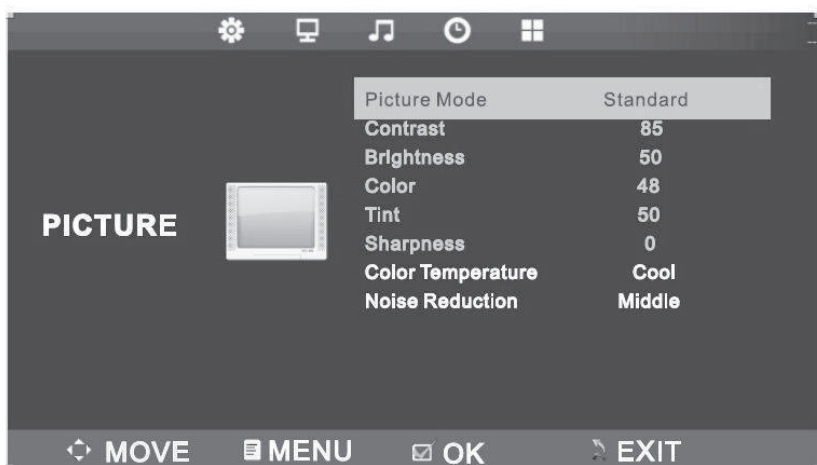 Picture Mode Standard
Contrast 85
Brightness 50
Color 48
PICTURE
Tint 50
Sharpness 0
Color Temperature Cool
Noise Reduction Middle
MOVE MENU OK EXIT